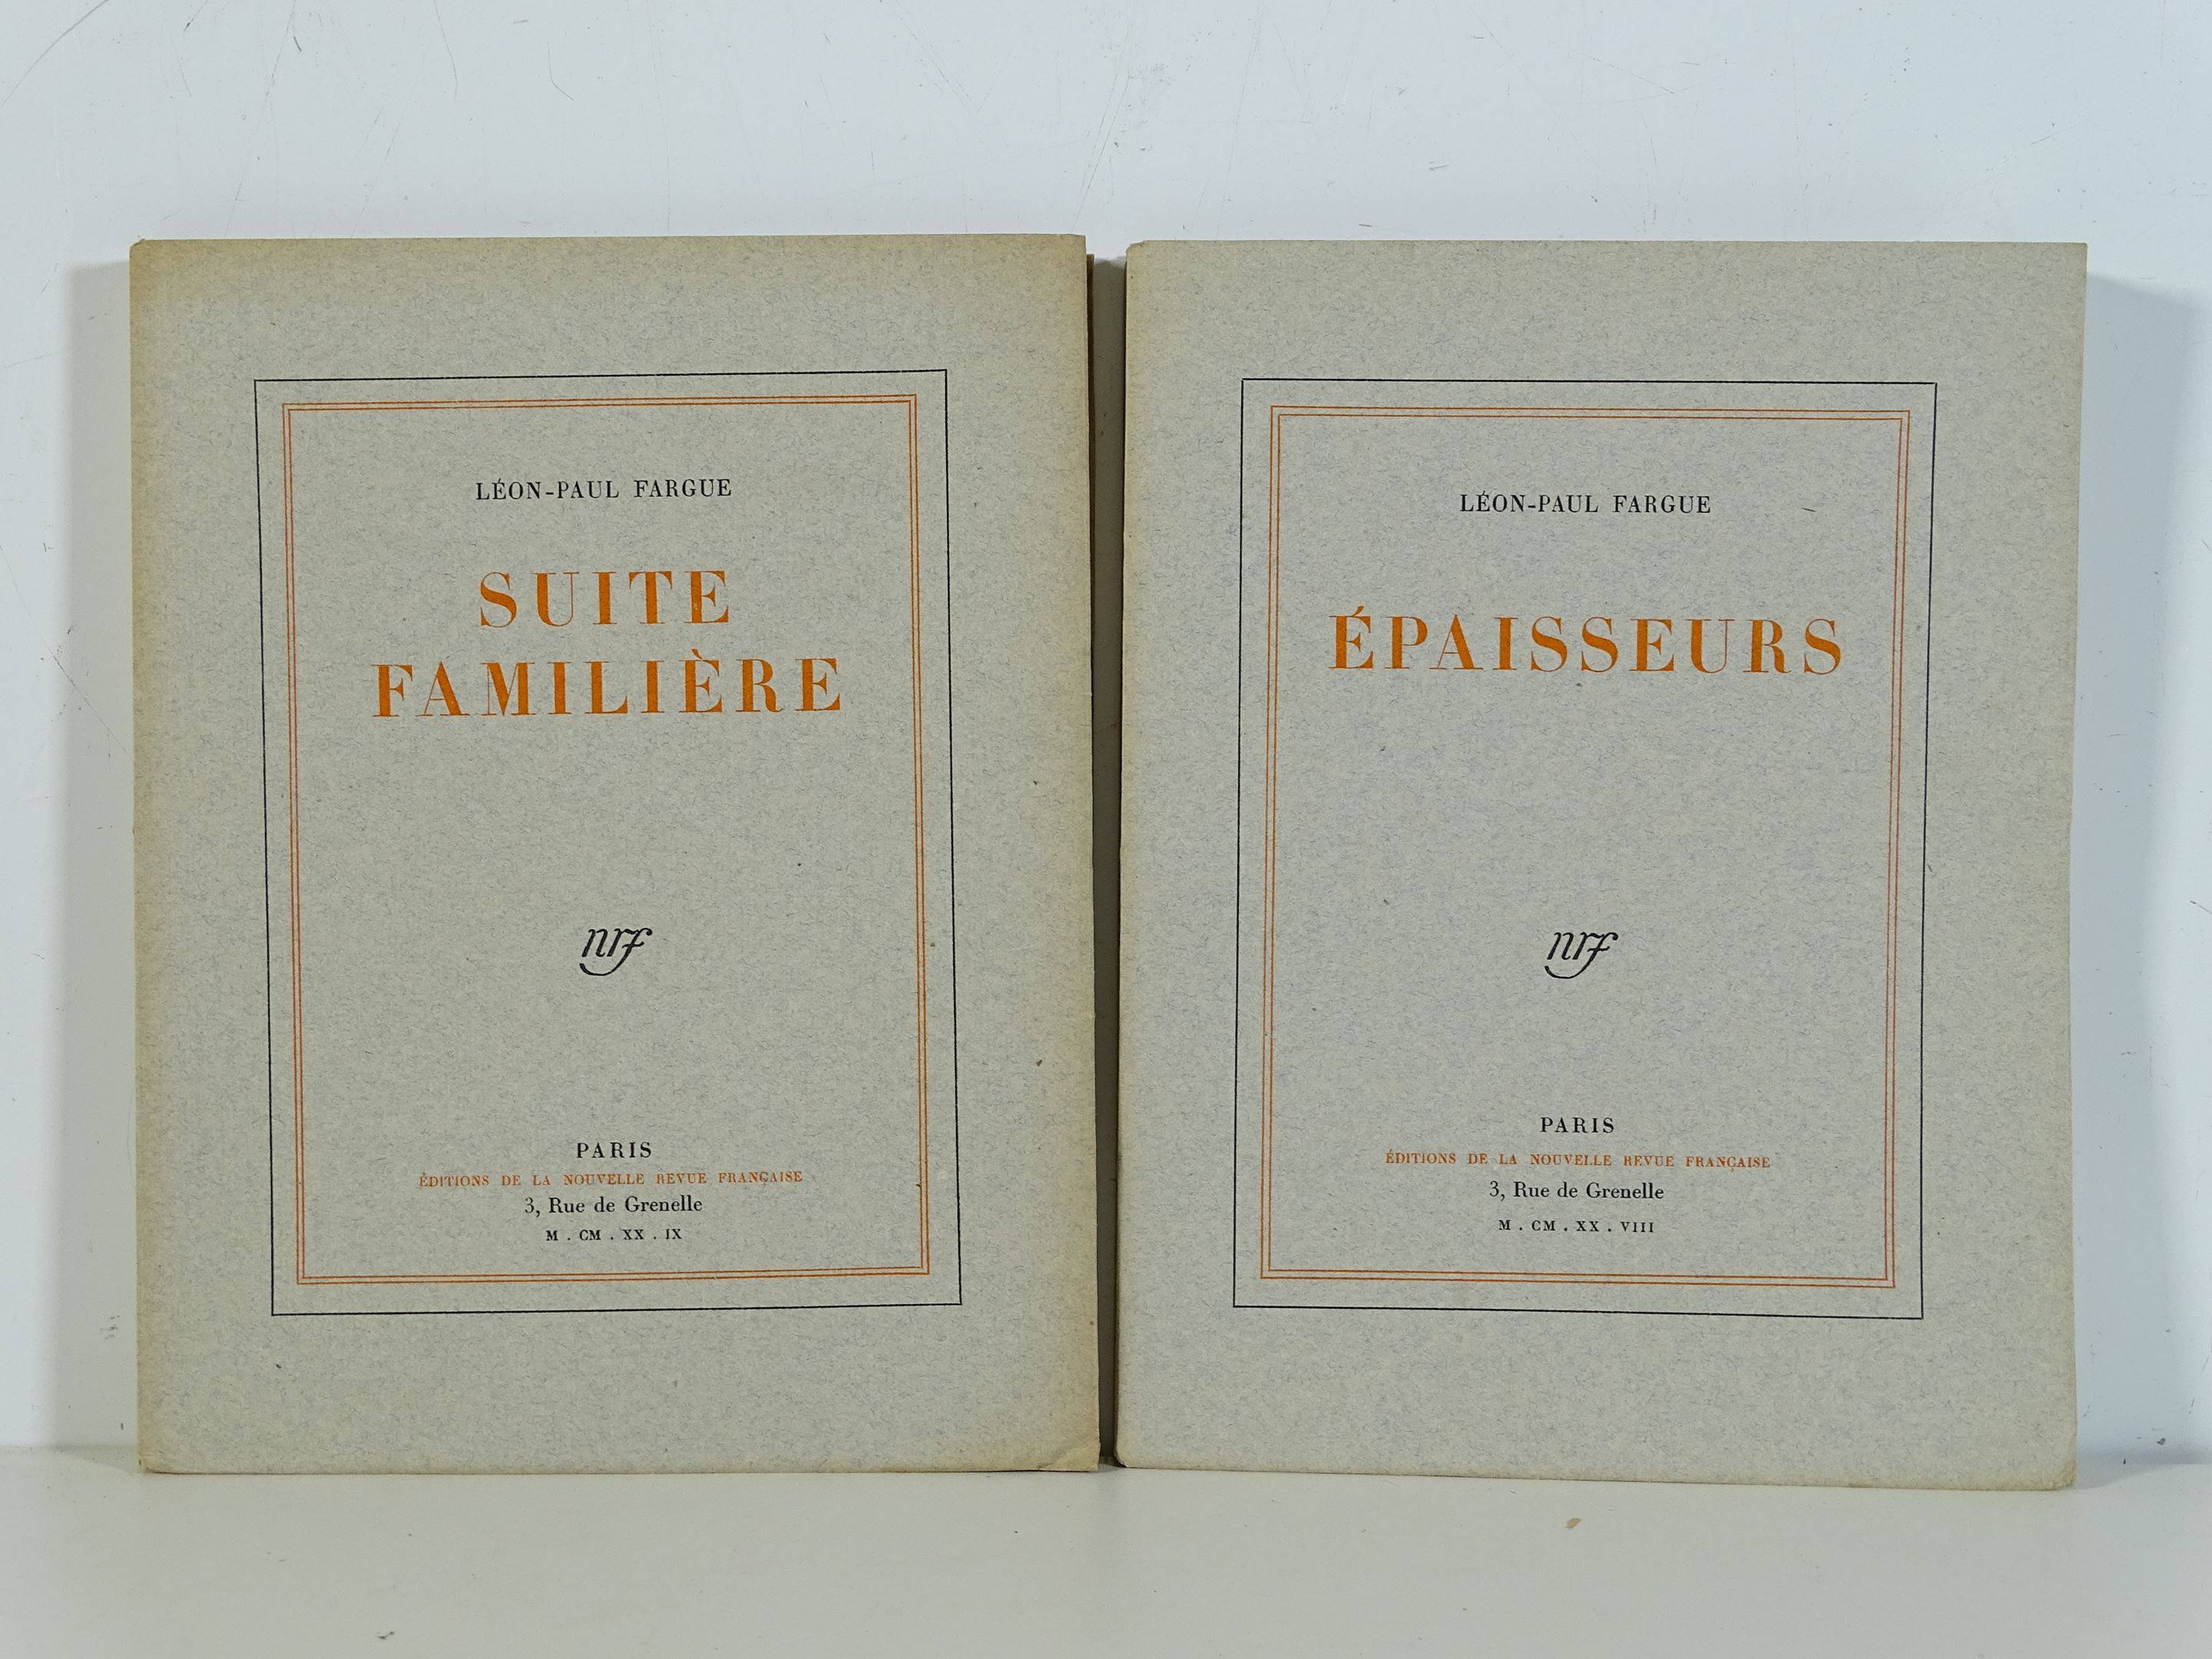 LÉON-PAUL FARGUE
SUITE
FAMILIÈRE
nrf
PARIS
ÉDITIONS DE LA NOUVELLE REVUE FRANÇAISE
3, Rue de Grenelle
M . CM . XX . IX
LÉON-PAUL FARGUE
ÉPAISSEURS
nrf
PARIS
ÉDITIONS DE LA NOUVELLE REVUE FRANÇAISE
3, Rue de Grenelle
M . CM . XX . VIII